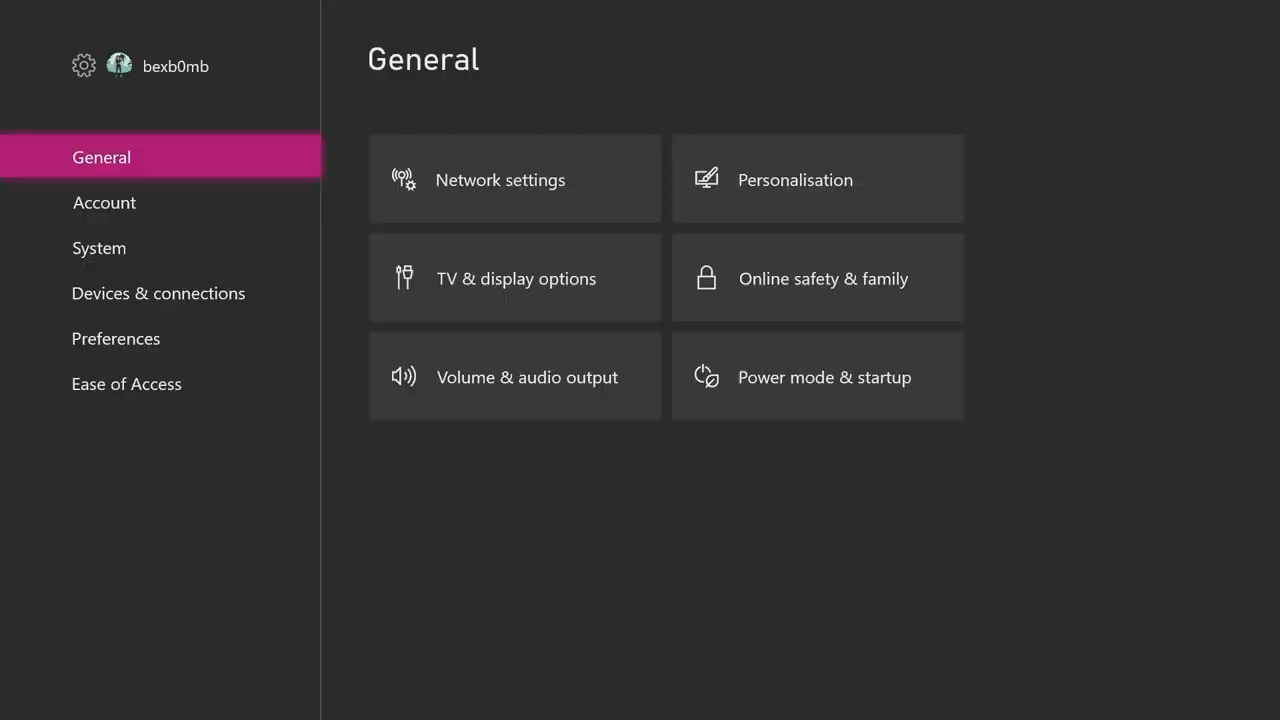 bexb0mb
General
Account
System
Devices & connections
Preferences
Ease of Access
General
Network settings
Personalisation
TV & display options
Online safety & family
Volume & audio output
Power mode & startup